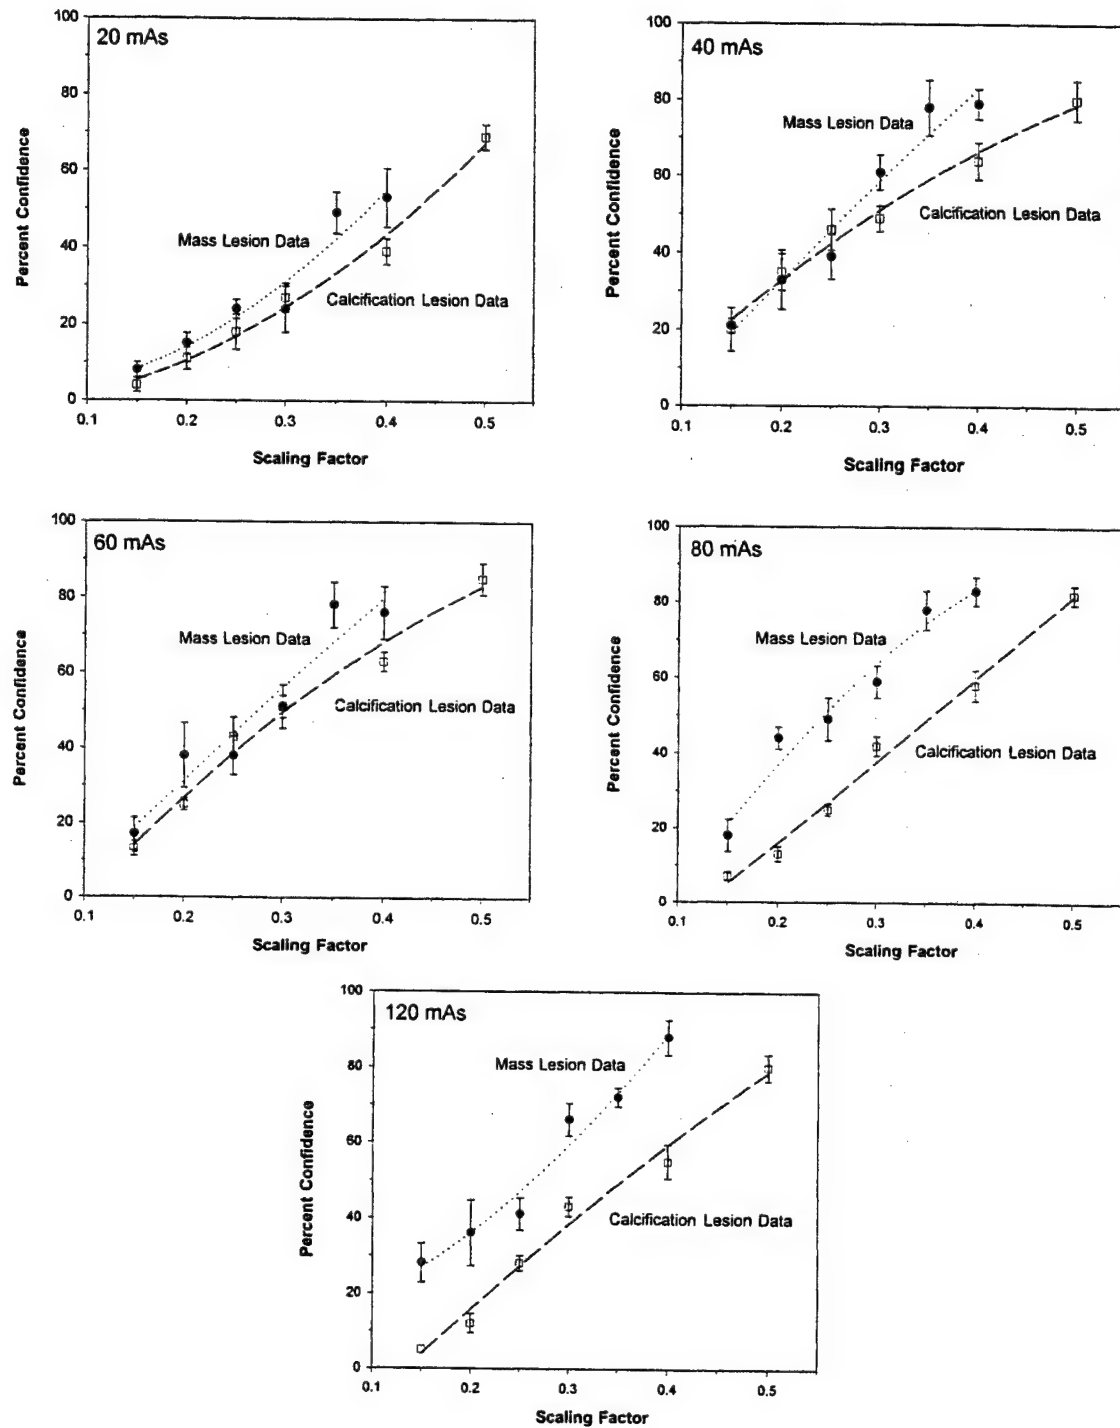 20 mAs
100
80
60
40
20
0
Percent Confidence
Mass Lesion Data
Calcification Lesion Data
0.1 0.2 0.3 0.4 0.5
Scaling Factor
40 mAs
100
80
60
40
20
0
Percent Confidence
Mass Lesion Data
Calcification Lesion Data
0.1 0.2 0.3 0.4 0.5
Scaling Factor
60 mAs
100
80
60
40
20
0
Percent Confidence
Mass Lesion Data
Calcification Lesion Data
0.1 0.2 0.3 0.4 0.5
Scaling Factor
80 mAs
100
80
60
40
20
0
Percent Confidence
Mass Lesion Data
Calcification Lesion Data
0.1 0.2 0.3 0.4 0.5
Scaling Factor
120 mAs
100
80
60
40
20
0
Percent Confidence
Mass Lesion Data
Calcification Lesion Data
0.1 0.2 0.3 0.4 0.5
Scaling Factor